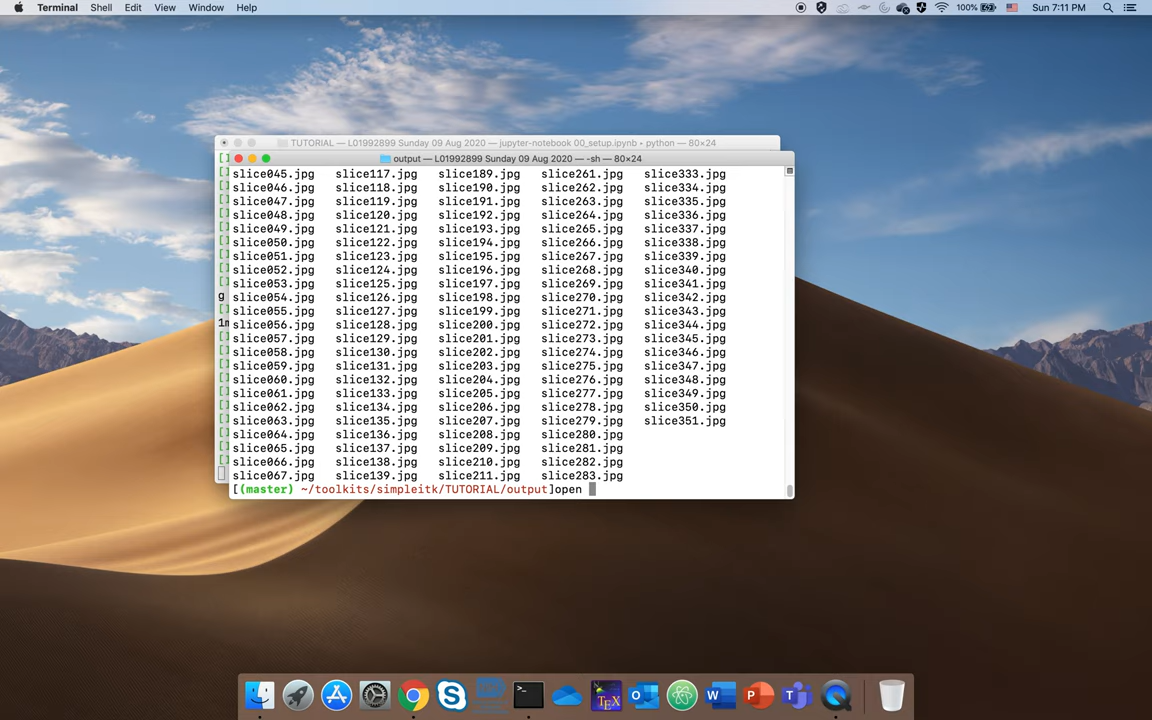 Terminal Shell Edit View Window Help 100% Sun 7:11 PM
TUTORIAL — L01992899 Sunday 09 Aug 2020 — jupyter-notebook 00_setup.ipynb ▸ python — 80×24
output — L01992899 Sunday 09 Aug 2020 — -sh — 80×24
slice045.jpg slice117.jpg slice189.jpg slice261.jpg slice333.jpg
slice046.jpg slice118.jpg slice190.jpg slice262.jpg slice334.jpg
slice047.jpg slice119.jpg slice191.jpg slice263.jpg slice335.jpg
slice048.jpg slice120.jpg slice192.jpg slice264.jpg slice336.jpg
slice049.jpg slice121.jpg slice193.jpg slice265.jpg slice337.jpg
slice050.jpg slice122.jpg slice194.jpg slice266.jpg slice338.jpg
slice051.jpg slice123.jpg slice195.jpg slice267.jpg slice339.jpg
slice052.jpg slice124.jpg slice196.jpg slice268.jpg slice340.jpg
slice053.jpg slice125.jpg slice197.jpg slice269.jpg slice341.jpg
g slice054.jpg slice126.jpg slice198.jpg slice270.jpg slice342.jpg
slice055.jpg slice127.jpg slice199.jpg slice271.jpg slice343.jpg
1m slice056.jpg slice128.jpg slice200.jpg slice272.jpg slice344.jpg
slice057.jpg slice129.jpg slice201.jpg slice273.jpg slice345.jpg
slice058.jpg slice130.jpg slice202.jpg slice274.jpg slice346.jpg
slice059.jpg slice131.jpg slice203.jpg slice275.jpg slice347.jpg
slice060.jpg slice132.jpg slice204.jpg slice276.jpg slice348.jpg
slice061.jpg slice133.jpg slice205.jpg slice277.jpg slice349.jpg
slice062.jpg slice134.jpg slice206.jpg slice278.jpg slice350.jpg
slice063.jpg slice135.jpg slice207.jpg slice279.jpg slice351.jpg
slice064.jpg slice136.jpg slice208.jpg slice280.jpg
slice065.jpg slice137.jpg slice209.jpg slice281.jpg
slice066.jpg slice138.jpg slice210.jpg slice282.jpg
slice067.jpg slice139.jpg slice211.jpg slice283.jpg
[(master) ~/toolkits/simpleitk/TUTORIAL/output]open